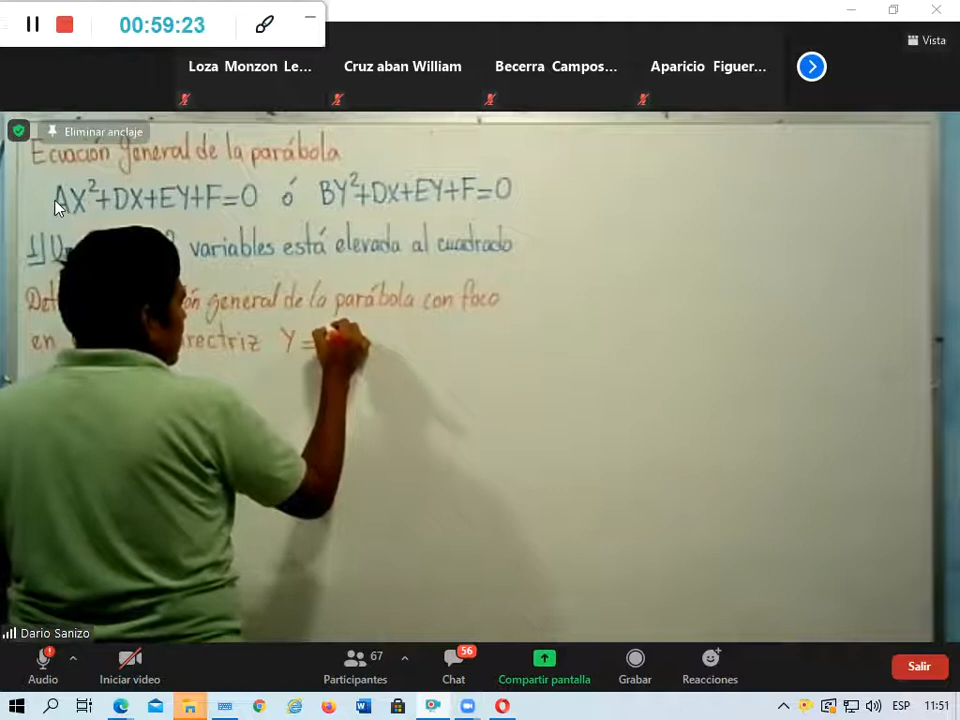 00:59:23
Vista
Loza Monzon Le... Cruz aban William Becerra Campos... Aparicio Figuer...
Eliminar anclaje
Ecuación general de la parábola
AX²+DX+EY+F=0 ó BY²+DX+EY+F=0
1) variables está elevada al cuadrado
general de la parábola con foco
en Y =
Dario Sanizo
67
56
Audio Iniciar video Participantes Chat Compartir pantalla Grabar Reacciones Salir
ESP 11:51